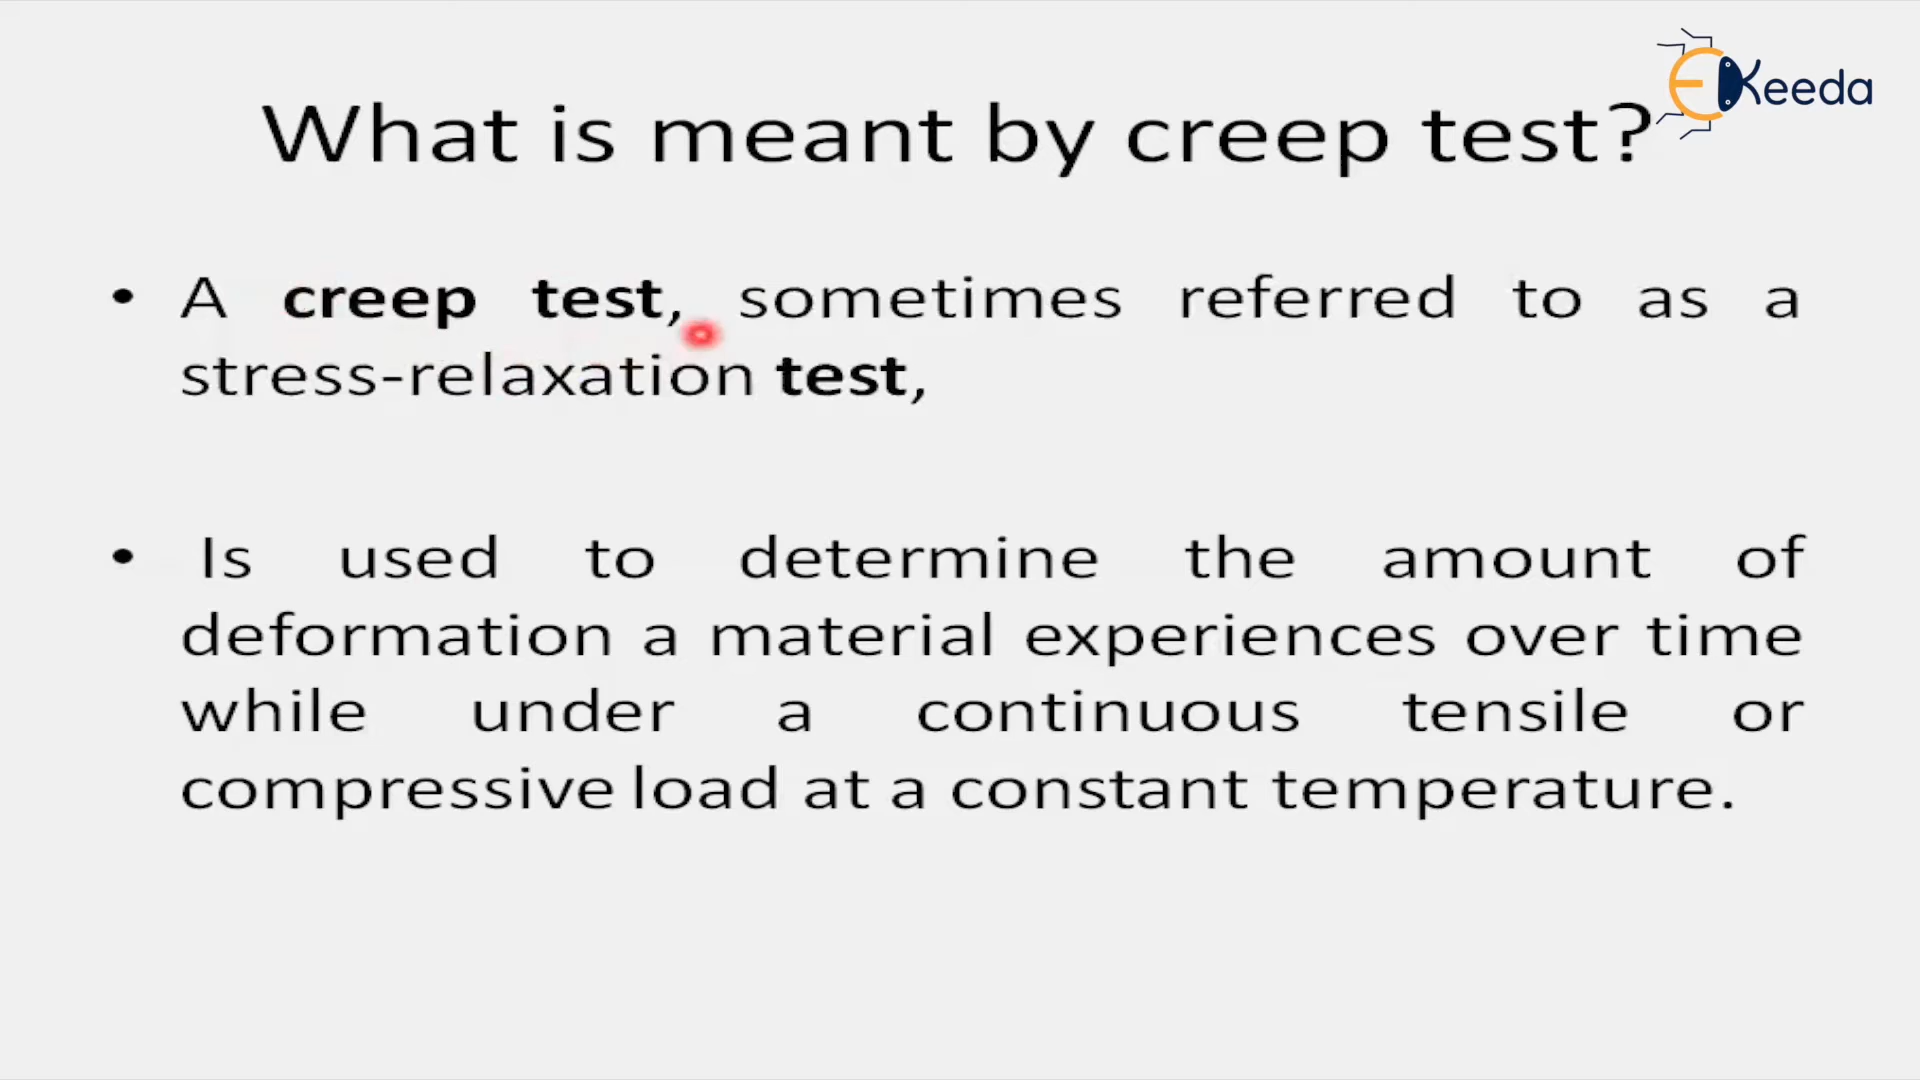 EKeeda
What is meant by creep test?
• A creep test, sometimes referred to as a
stress-relaxation test,
• Is used to determine the amount of
deformation a material experiences over time
while under a continuous tensile or
compressive load at a constant temperature.